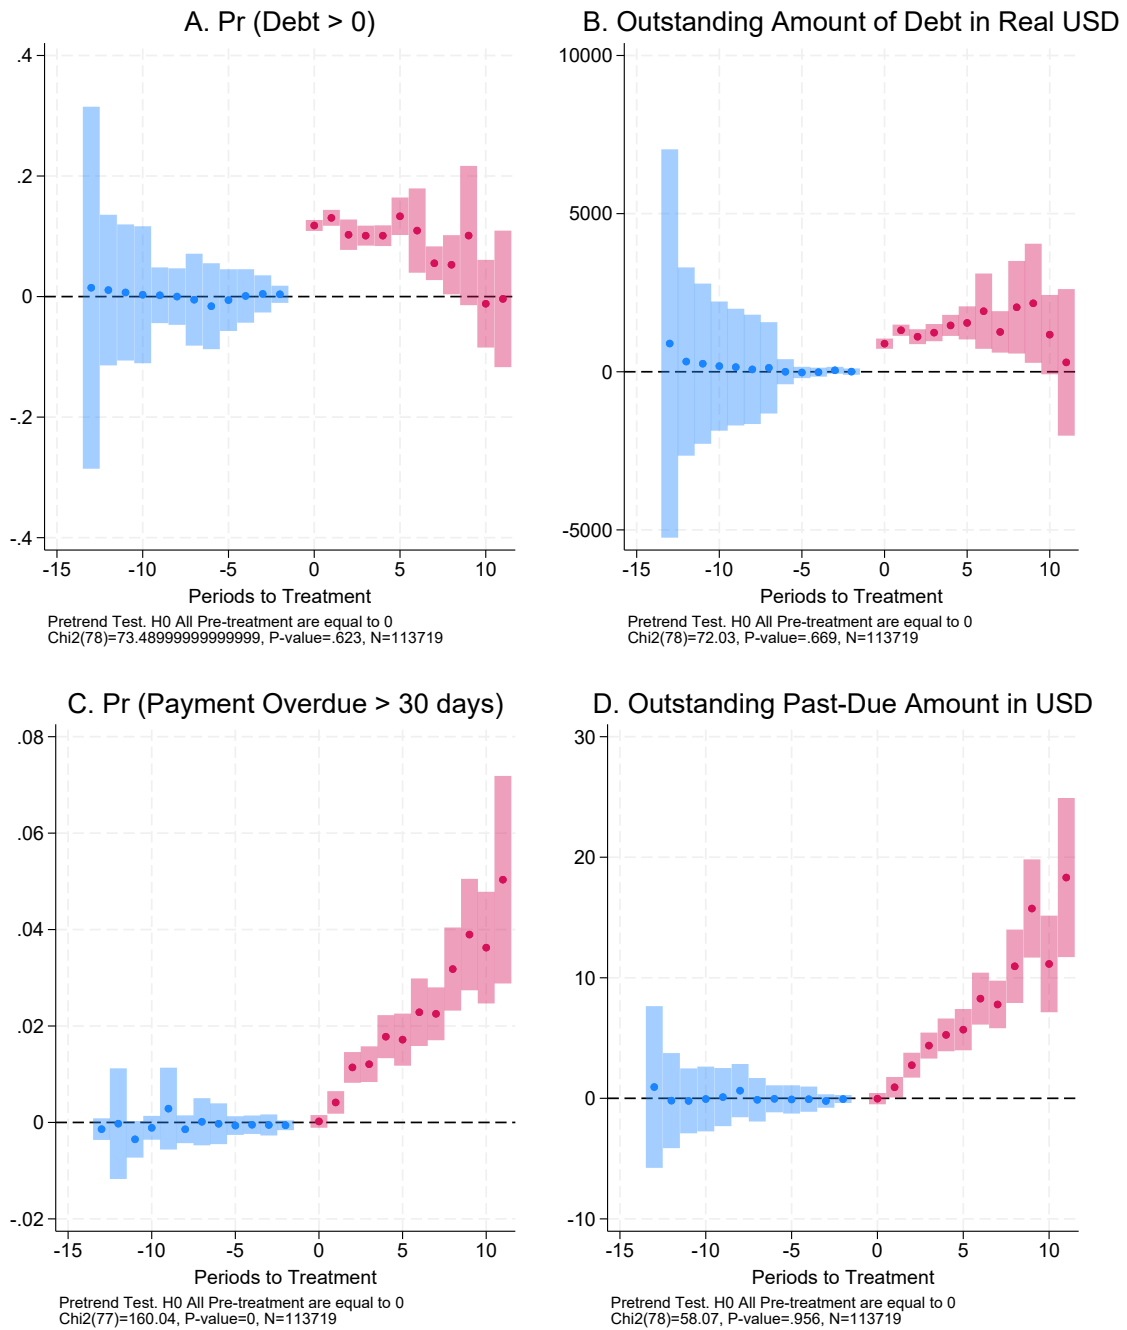 A. Pr (Debt > 0)
.4
.2
0
-.2
-.4
-15 -10 -5 0 5 10
Periods to Treatment
Pretrend Test. H0 All Pre-treatment are equal to 0
Chi2(78)=73.48999999999999, P-value=.623, N=113719
B. Outstanding Amount of Debt in Real USD
10000
5000
0
-5000
-15 -10 -5 0 5 10
Periods to Treatment
Pretrend Test. H0 All Pre-treatment are equal to 0
Chi2(78)=72.03, P-value=.669, N=113719
C. Pr (Payment Overdue > 30 days)
.08
.06
.04
.02
0
-.02
-15 -10 -5 0 5 10
Periods to Treatment
Pretrend Test. H0 All Pre-treatment are equal to 0
Chi2(77)=160.04, P-value=0, N=113719
D. Outstanding Past-Due Amount in USD
30
20
10
0
-10
-15 -10 -5 0 5 10
Periods to Treatment
Pretrend Test. H0 All Pre-treatment are equal to 0
Chi2(78)=58.07, P-value=.956, N=113719